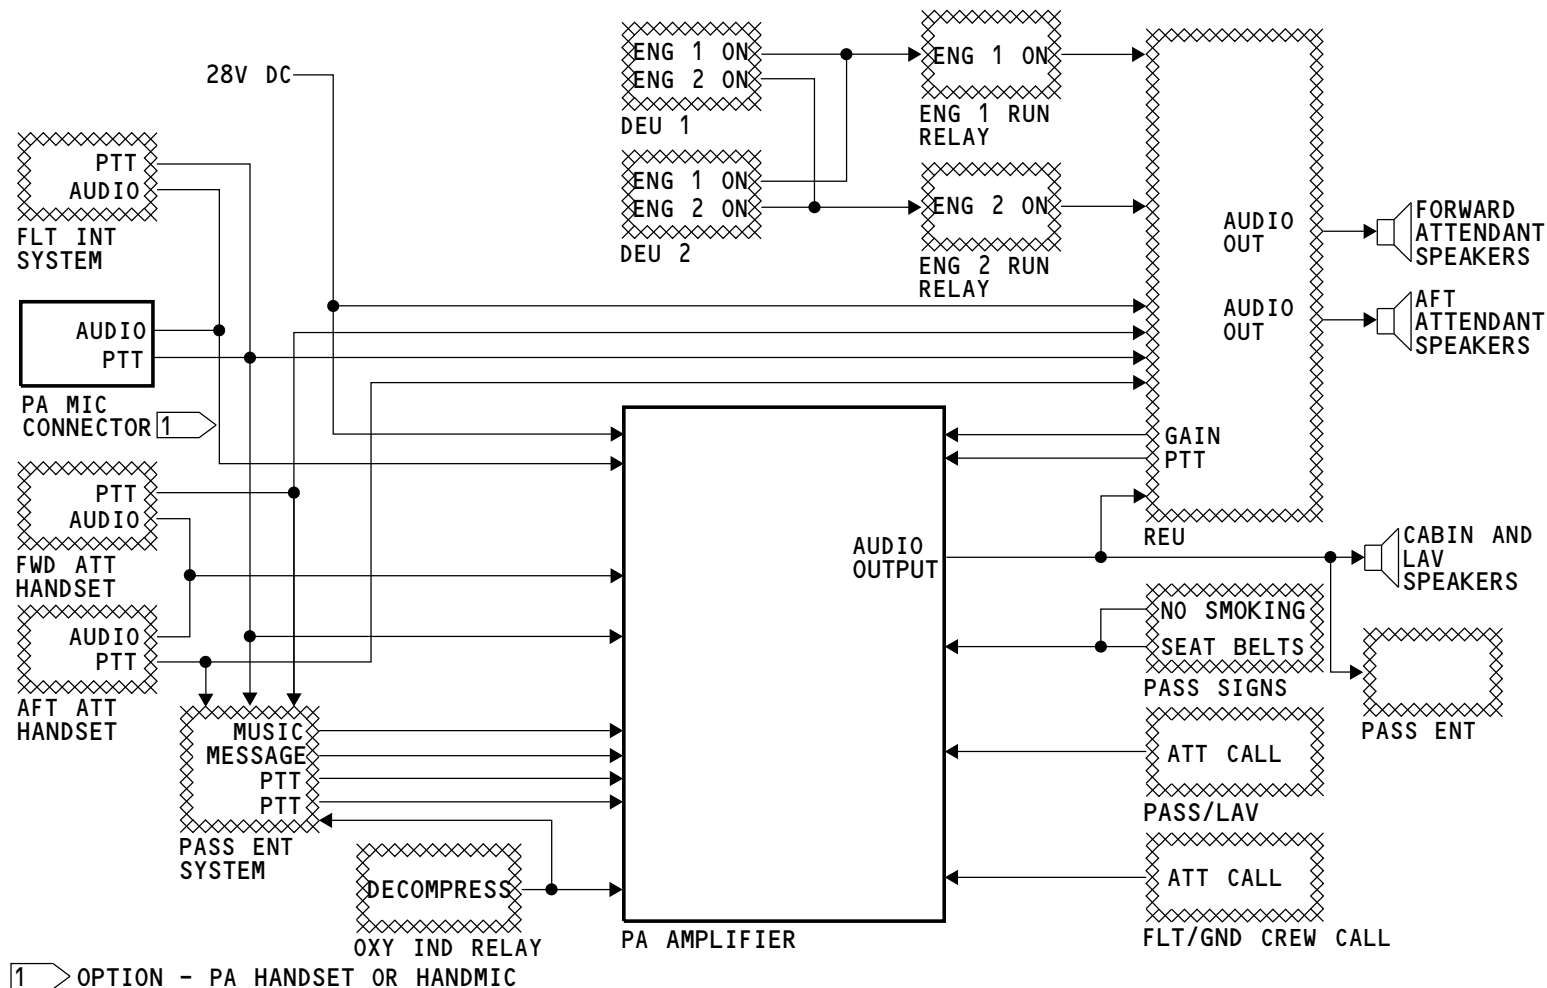 28V DC
ENG 1 ON
ENG 2 ON
DEU 1
ENG 1 ON
ENG 2 ON
DEU 2
ENG 1 ON
ENG 1 RUN
RELAY
ENG 2 ON
ENG 2 RUN
RELAY
PTT
AUDIO
FLT INT
SYSTEM
AUDIO
PTT
PA MIC
CONNECTOR 1
PTT
AUDIO
FWD ATT
HANDSET
AUDIO
PTT
AFT ATT
HANDSET
MUSIC
MESSAGE
PTT
PTT
PASS ENT
SYSTEM
DECOMPRESS
OXY IND RELAY
AUDIO
OUTPUT
PA AMPLIFIER
AUDIO
OUT
AUDIO
OUT
GAIN
PTT
REU
FORWARD
ATTENDANT
SPEAKERS
AFT
ATTENDANT
SPEAKERS
CABIN AND
LAV
SPEAKERS
NO SMOKING
SEAT BELTS
PASS SIGNS
PASS ENT
ATT CALL
PASS/LAV
ATT CALL
FLT/GND CREW CALL
1 OPTION - PA HANDSET OR HANDMIC